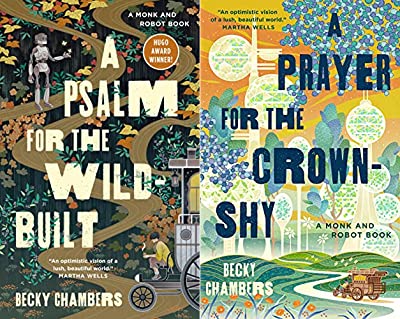 A MONK AND
ROBOT BOOK
HUGO
AWARD
WINNER!
A
PSALM
FOR THE
WILD-
BUILT
"An optimistic vision
of a lush,
beautiful world."
MARTHA WELLS
BECKY CHAMBERS
"An optimistic vision
of a lush, beautiful world."
MARTHA WELLS
A
PRAYER
FOR THE
CROWN-
SHY
A MONK AND
ROBOT BOOK
BECKY
CHAMBERS